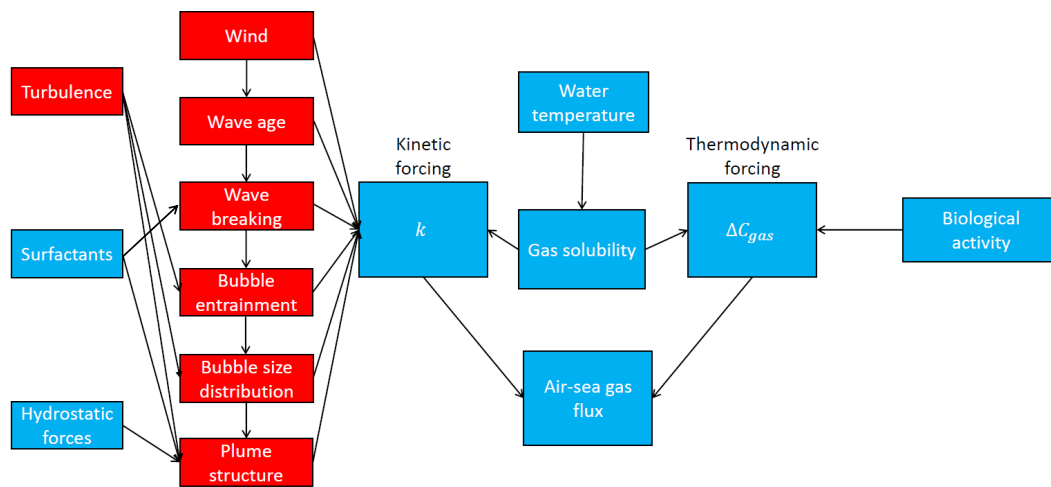 Wind
Turbulence
Wave age
Wave
breaking
Surfactants
Bubble
entrainment
Bubble size
distribution
Hydrostatic
forces
Plume
structure
Kinetic
forcing
k
Water
temperature
Gas solubility
Thermodynamic
forcing
ΔC_gas
Biological
activity
Air-sea gas
flux